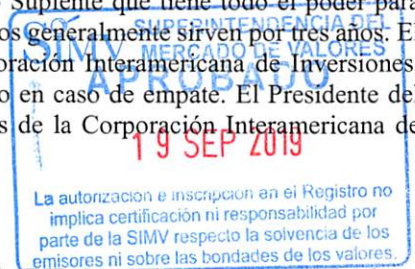 Suplente que tiene todo el poder para
os generalmente sirven por tres años. El
SUPERINTENDENCIA DEL
SIMV MERCADO DE VALORES
oración Interamericana de Inversiones
APROBADO
o en caso de empate. El Presidente del
s de la Corporación Interamericana de
19 SEP 2019
La autorización e inscripción en el Registro no
implica certificación ni responsabilidad por
parte de la SIMV respecto la solvencia de los
emisores ni sobre las bondades de los valores.